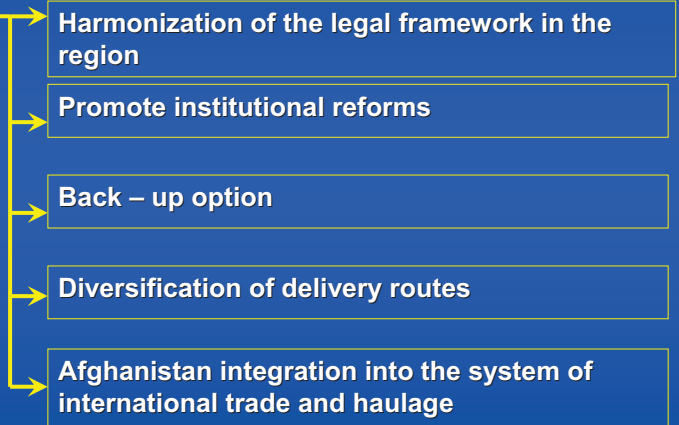 Harmonization of the legal framework in the
region
Promote institutional reforms
Back – up option
Diversification of delivery routes
Afghanistan integration into the system of
international trade and haulage